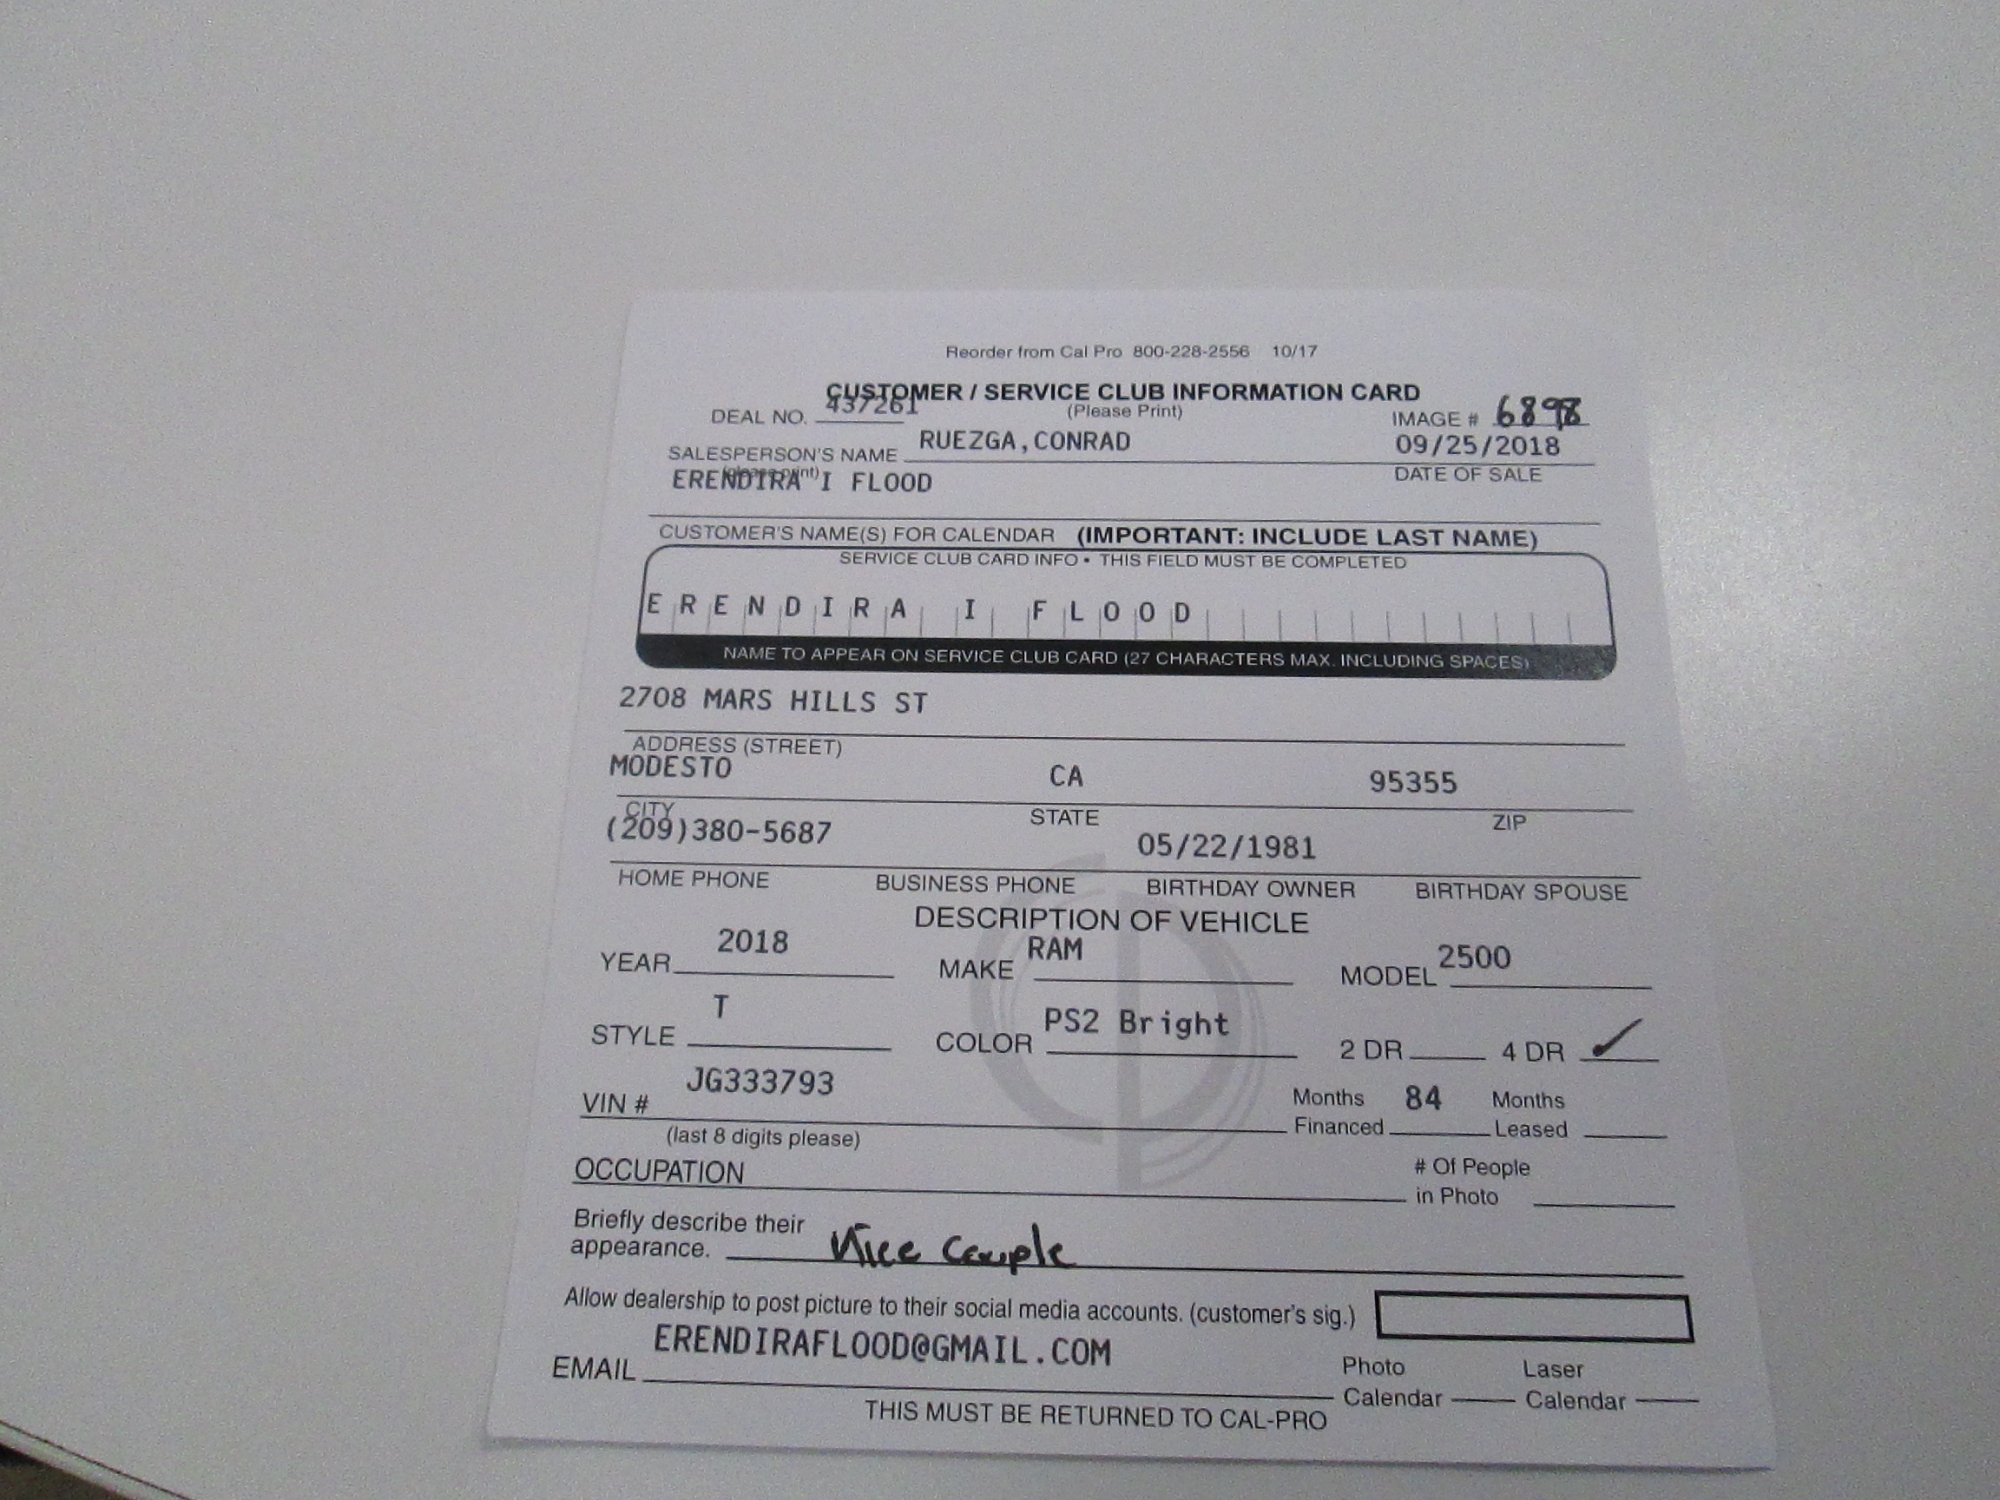 Reorder from Cal Pro 800-228-2556 10/17
CUSTOMER / SERVICE CLUB INFORMATION CARD
DEAL NO. 437261 (Please Print) IMAGE # 6898
SALESPERSON'S NAME RUEZGA,CONRAD 09/25/2018
(please print) DATE OF SALE
ERENDIRA I FLOOD
CUSTOMER'S NAME(S) FOR CALENDAR (IMPORTANT: INCLUDE LAST NAME)
SERVICE CLUB CARD INFO • THIS FIELD MUST BE COMPLETED
ERENDIRA I FLOOD
NAME TO APPEAR ON SERVICE CLUB CARD (27 CHARACTERS MAX. INCLUDING SPACES)
2708 MARS HILLS ST
ADDRESS (STREET)
MODESTO CA 95355
CITY STATE ZIP
(209)380-5687 05/22/1981
HOME PHONE BUSINESS PHONE BIRTHDAY OWNER BIRTHDAY SPOUSE
DESCRIPTION OF VEHICLE
YEAR 2018 MAKE RAM MODEL 2500
STYLE T COLOR PS2 Bright 2 DR 4 DR ✓
VIN # JG333793 Months Financed 84 Months Leased
(last 8 digits please)
OCCUPATION # Of People in Photo
Briefly describe their
appearance. Nice Couple
Allow dealership to post picture to their social media accounts. (customer's sig.)
EMAIL ERENDIRAFLOOD@GMAIL.COM Photo Calendar Laser Calendar
THIS MUST BE RETURNED TO CAL-PRO